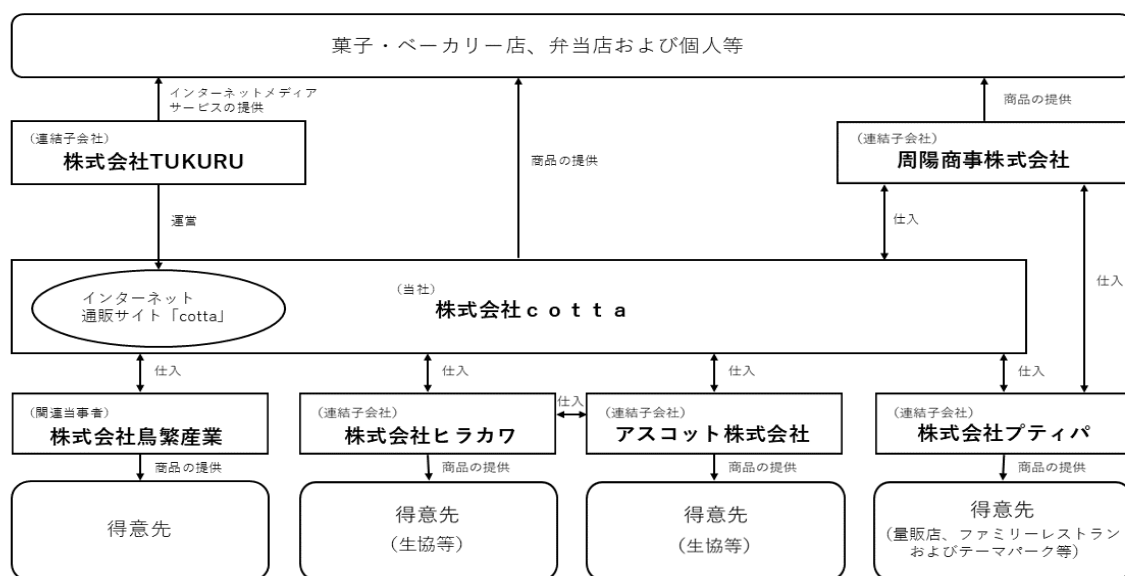 菓子・ベーカリー店、弁当店および個人等
インターネットメディア
サービスの提供
商品の提供
商品の提供
(連結子会社)
株式会社TUKURU
(連結子会社)
周陽商事株式会社
運営
仕入
仕入
インターネット
通販サイト「cotta」
(当社)
株式会社ｃｏｔｔａ
仕入
仕入
仕入
仕入
(関連当事者)
株式会社鳥繁産業
(連結子会社)
株式会社ヒラカワ
仕入
(連結子会社)
アスコット株式会社
(連結子会社)
株式会社プティパ
商品の提供
商品の提供
商品の提供
商品の提供
得意先
得意先
(生協等)
得意先
(生協等)
得意先
(量販店、ファミリーレストラン
およびテーマパーク等)